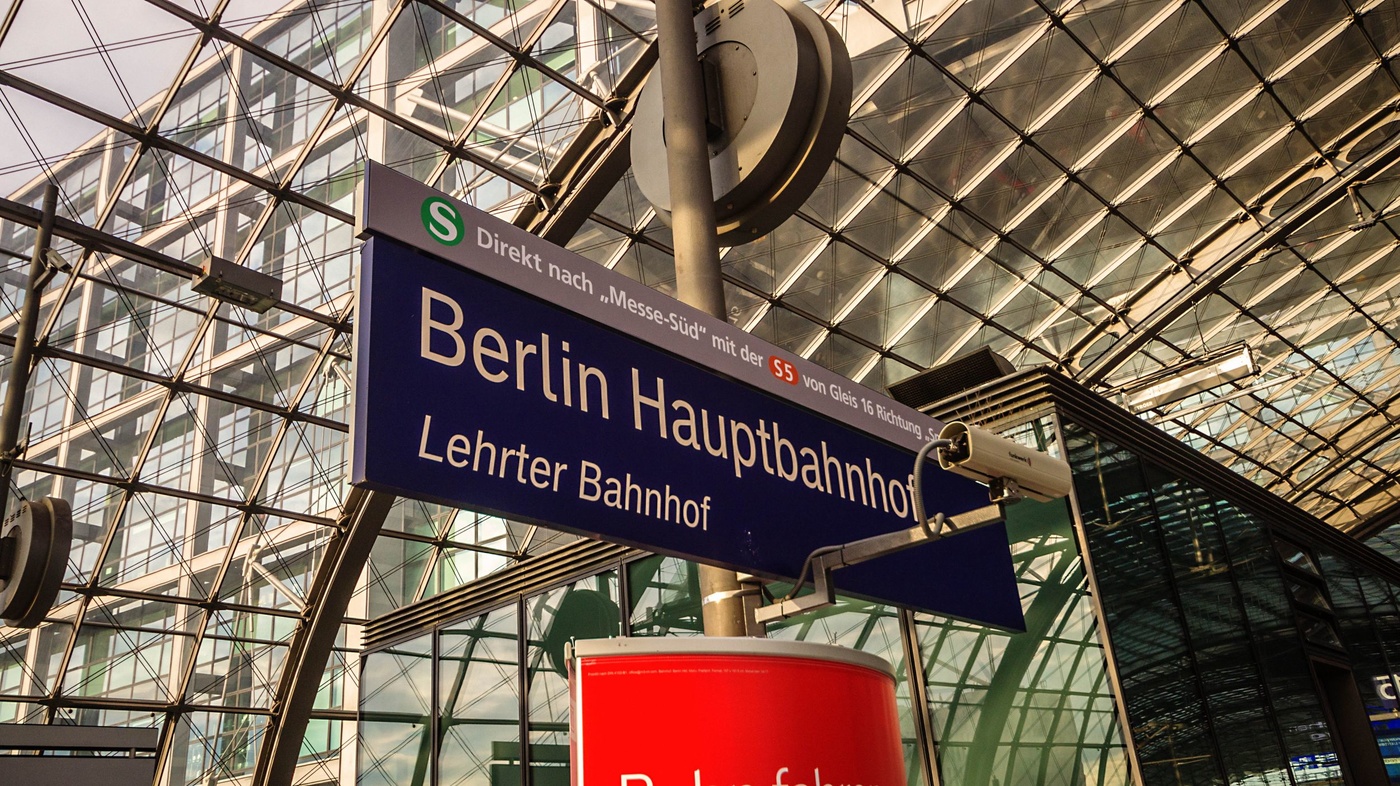 S Direkt nach „Messe-Süd“ mit der S5 von Gleis 16 Richtung
Berlin Hauptbahnhof
Lehrter Bahnhof